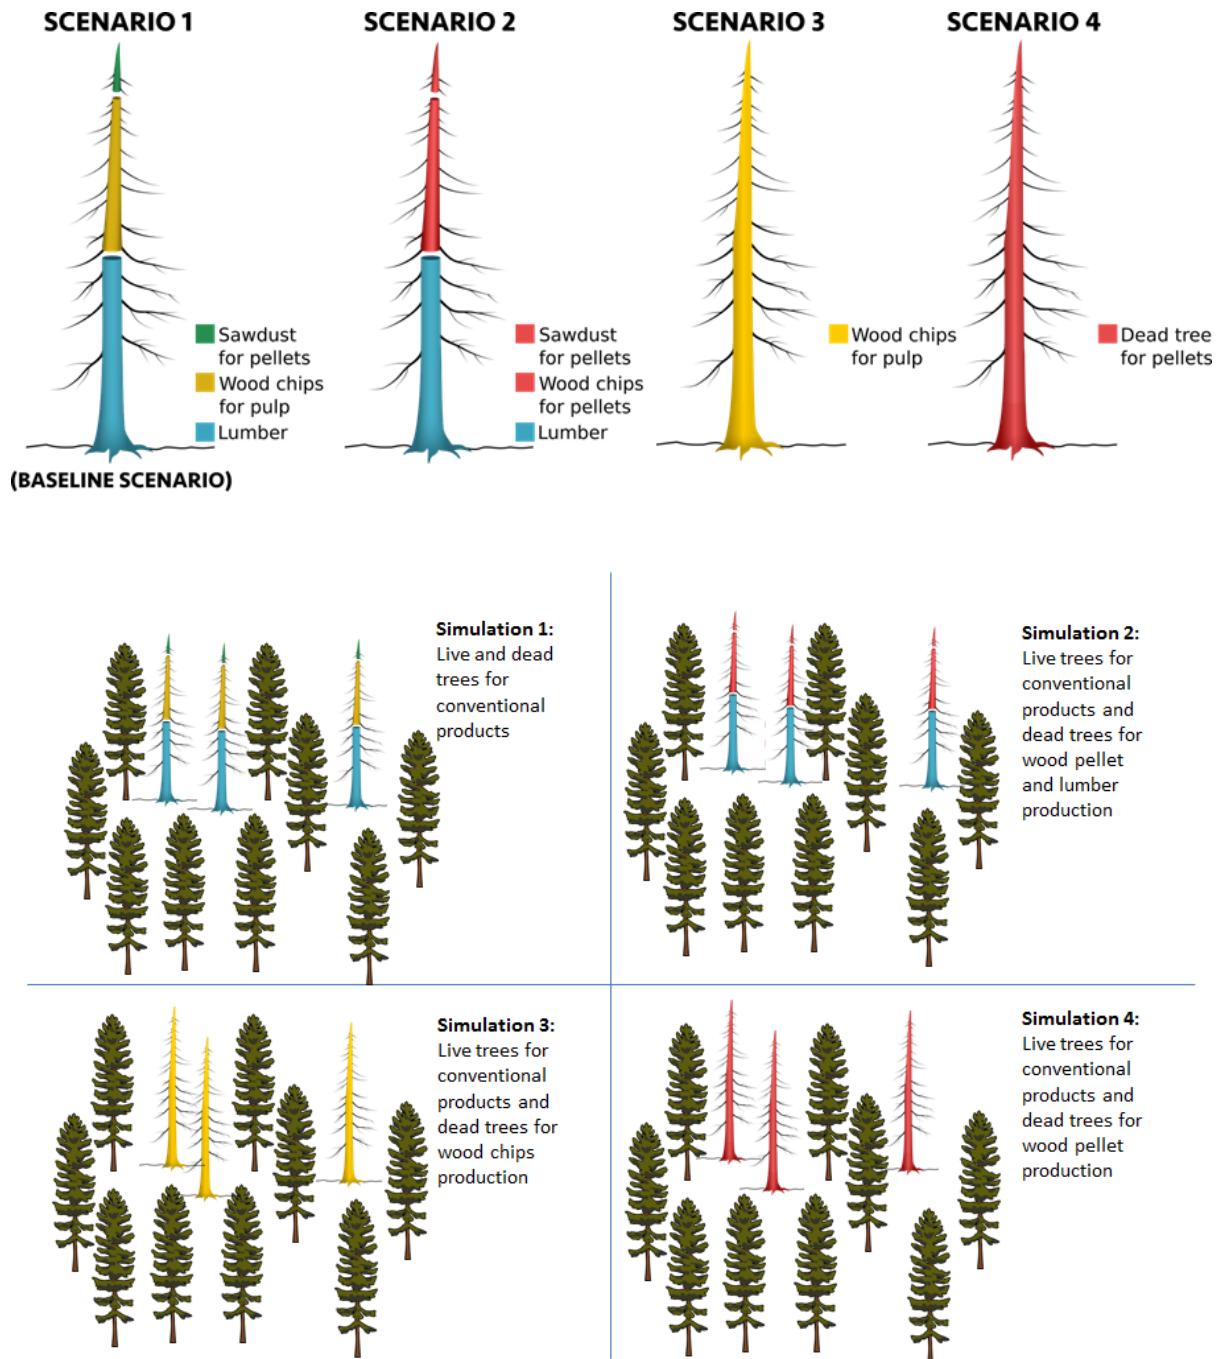 SCENARIO 1
SCENARIO 2
SCENARIO 3
SCENARIO 4
Sawdust
for pellets
Wood chips
for pulp
Lumber
Sawdust
for pellets
Wood chips
for pellets
Lumber
Wood chips
for pulp
Dead tree
for pellets
(BASELINE SCENARIO)
Simulation 1:
Live and dead
trees for
conventional
products
Simulation 2:
Live trees for
conventional
products and
dead trees for
wood pellet
and lumber
production
Simulation 3:
Live trees for
conventional
products and
dead trees for
wood chips
production
Simulation 4:
Live trees for
conventional
products and
dead trees for
wood pellet
production